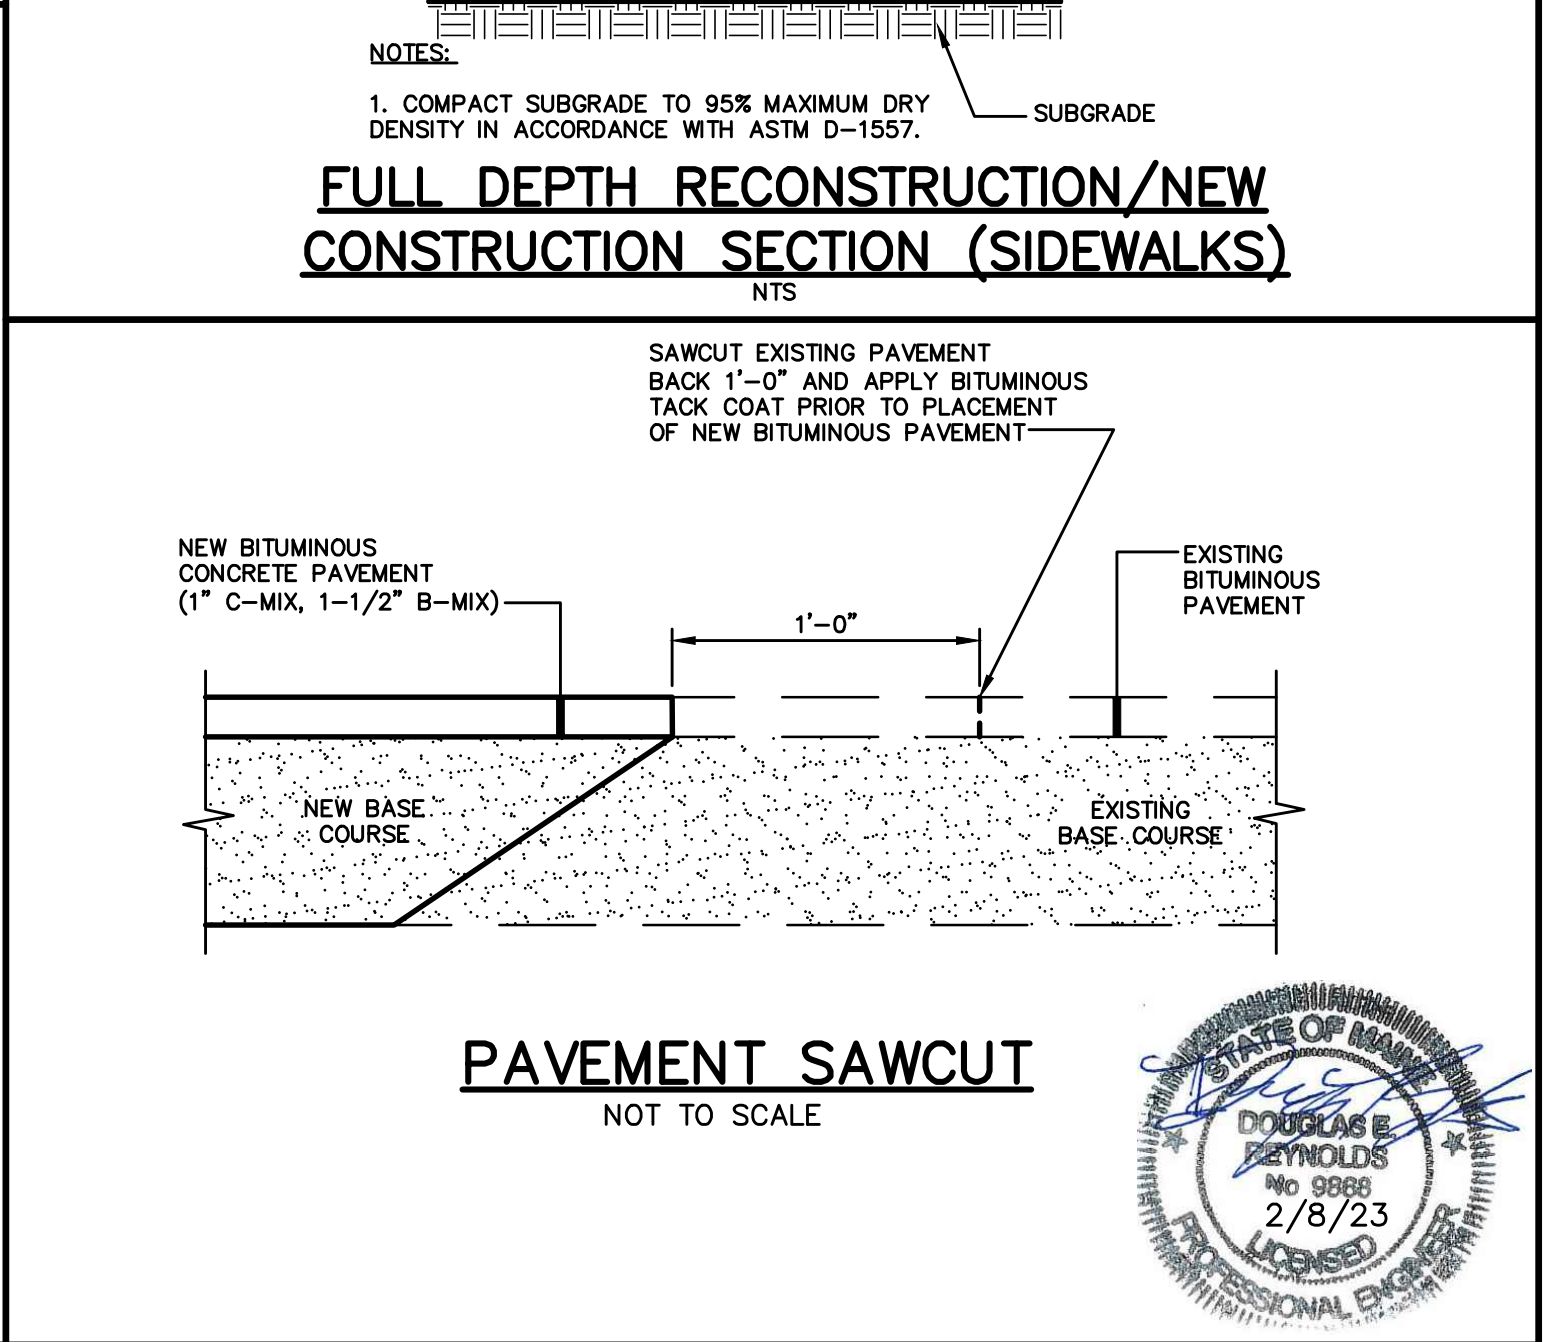 NOTES:
1. COMPACT SUBGRADE TO 95% MAXIMUM DRY
DENSITY IN ACCORDANCE WITH ASTM D-1557.
SUBGRADE
FULL DEPTH RECONSTRUCTION/NEW
CONSTRUCTION SECTION (SIDEWALKS)
NTS
SAWCUT EXISTING PAVEMENT
BACK 1'-0" AND APPLY BITUMINOUS
TACK COAT PRIOR TO PLACEMENT
OF NEW BITUMINOUS PAVEMENT
NEW BITUMINOUS
CONCRETE PAVEMENT
(1" C-MIX, 1-1/2" B-MIX)
EXISTING
BITUMINOUS
PAVEMENT
1'-0"
NEW BASE
COURSE
EXISTING
BASE COURSE
PAVEMENT SAWCUT
NOT TO SCALE
STATE OF MAINE
DOUGLAS E.
REYNOLDS
No 9868
2/8/23
LICENSED
PROFESSIONAL ENGINEER